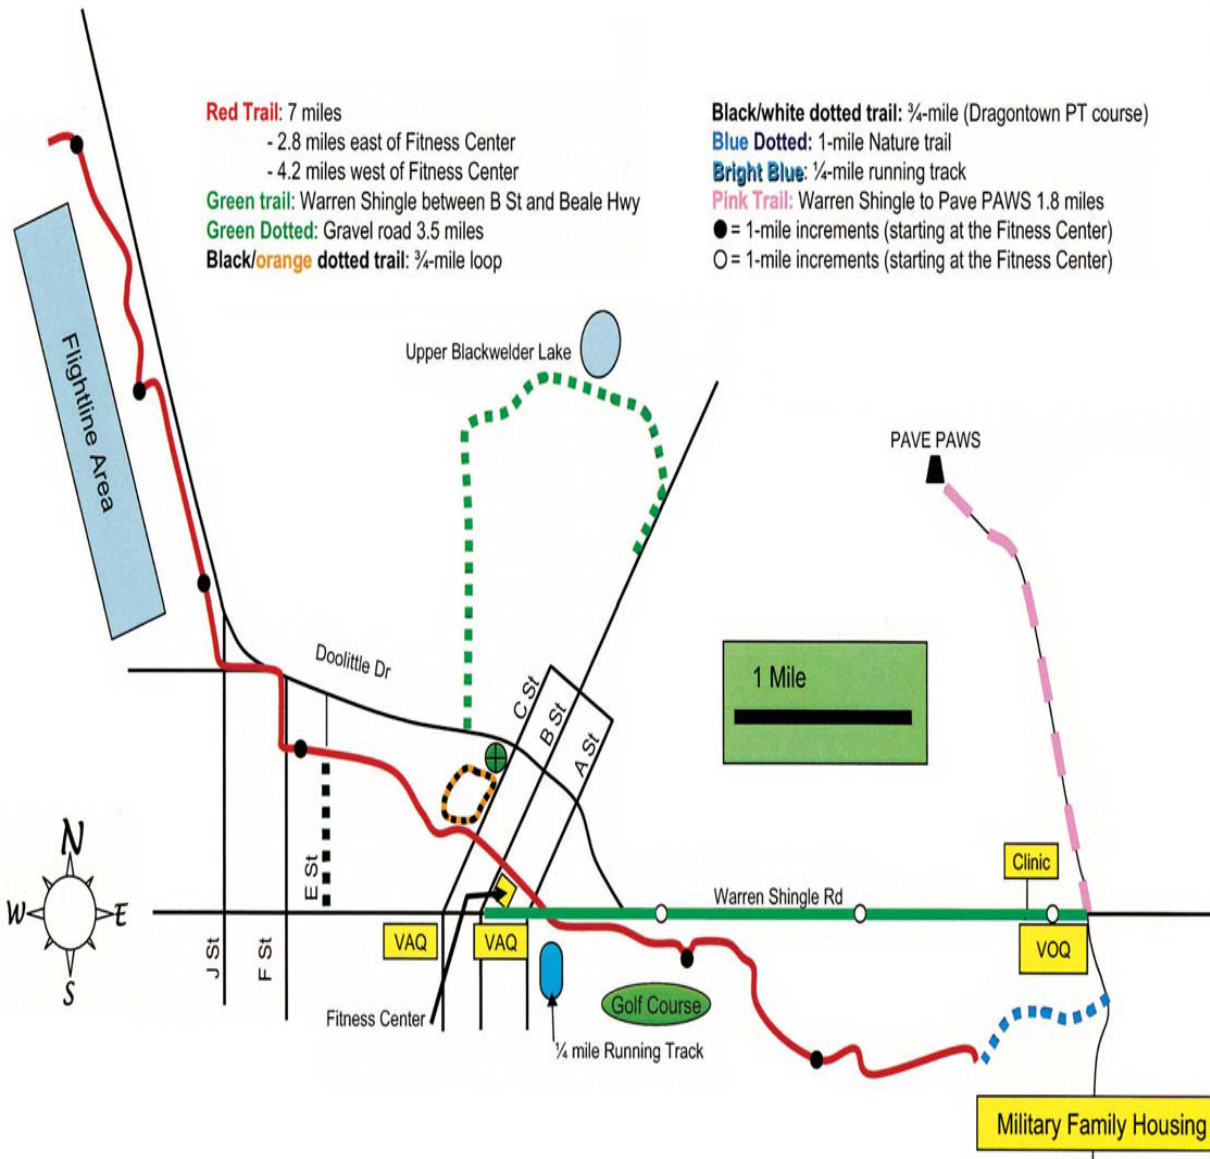 Red Trail: 7 miles
- 2.8 miles east of Fitness Center
- 4.2 miles west of Fitness Center
Green trail: Warren Shingle between B St and Beale Hwy
Green Dotted: Gravel road 3.5 miles
Black/orange dotted trail: ¾-mile loop
Black/white dotted trail: ¾-mile (Dragontown PT course)
Blue Dotted: 1-mile Nature trail
Bright Blue: ¼-mile running track
Pink Trail: Warren Shingle to Pave PAWS 1.8 miles
= 1-mile increments (starting at the Fitness Center)
= 1-mile increments (starting at the Fitness Center)
Flightline Area
Upper Blackwelder Lake
PAVE PAWS
Doolittle Dr
C St
B St
A St
1 Mile
N
W
E
S
E St
J St
F St
Warren Shingle Rd
Clinic
VAQ
VAQ
VOQ
Fitness Center
Golf Course
¼ mile Running Track
Military Family Housing